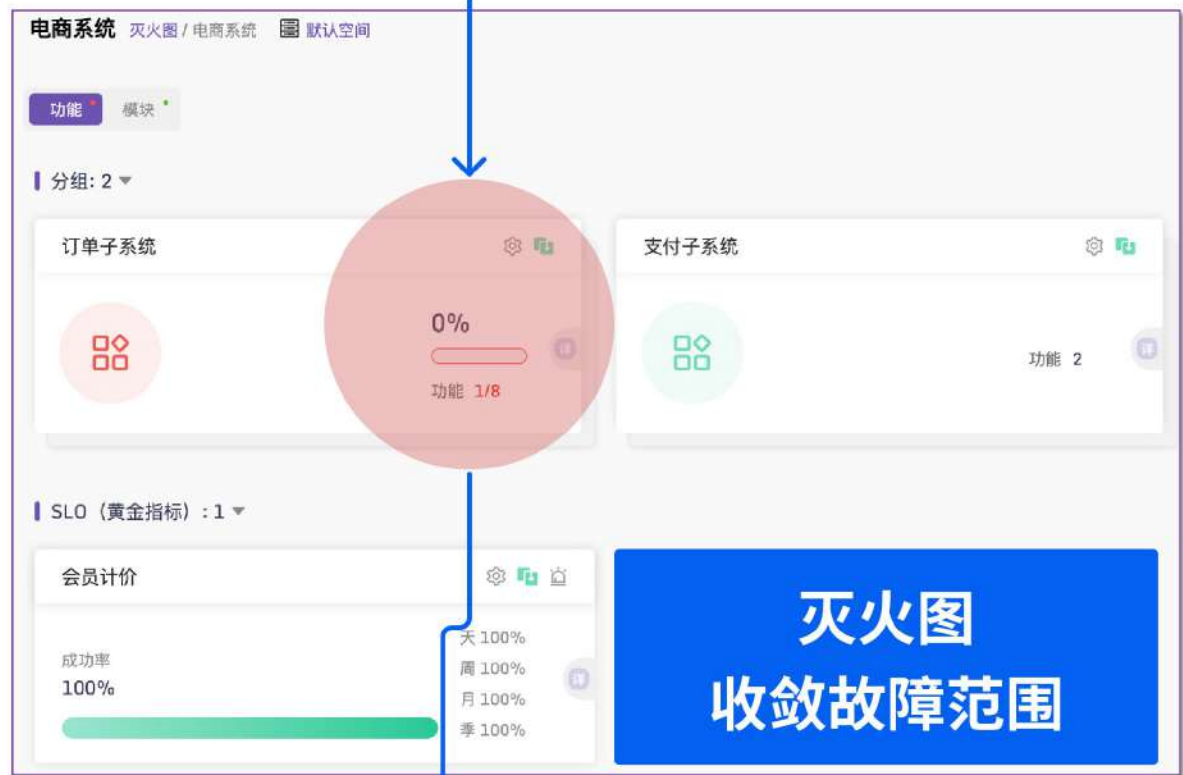 电商系统 灭火图 / 电商系统 默认空间
功能 模块
分组: 2
订单子系统
支付子系统
0%
功能 1/8
功能 2
SLO（黄金指标）: 1
会员计价
成功率
100%
天 100%
周 100%
月 100%
季 100%
灭火图
收敛故障范围